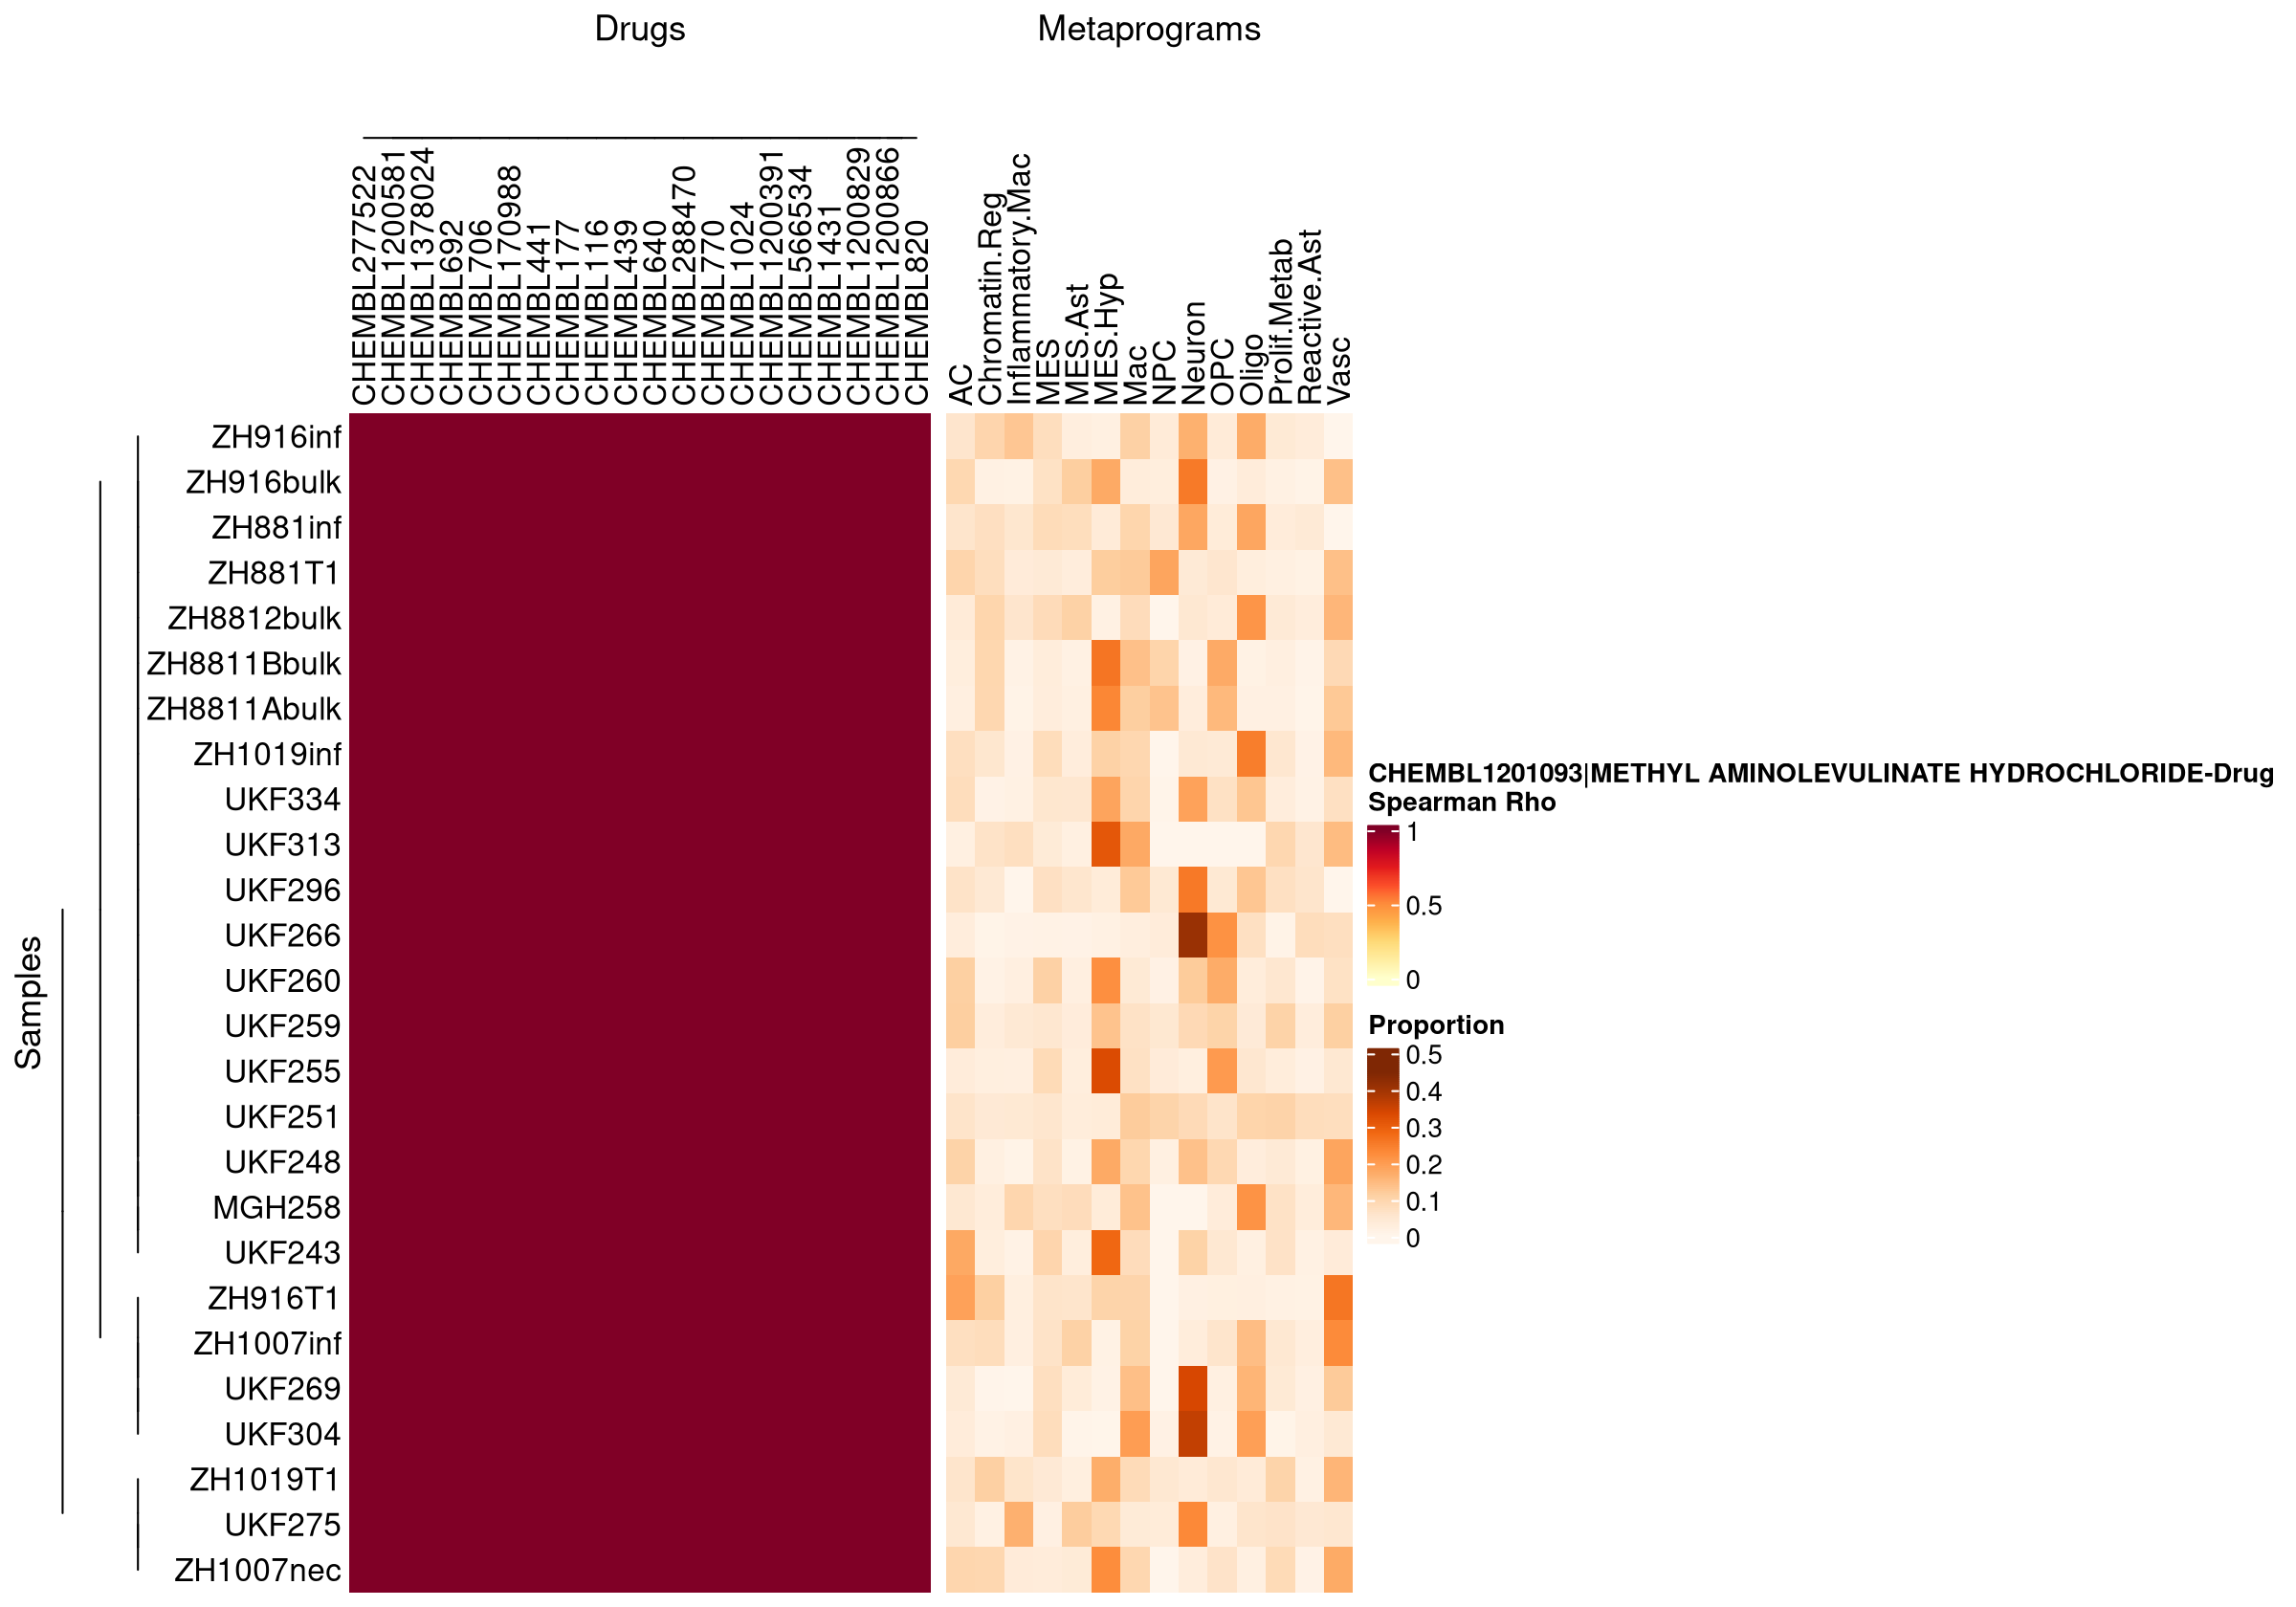 Drugs
Metaprograms
CHEMBL277522
CHEMBL1200581
CHEMBL1378024
CHEMBL692
CHEMBL706
CHEMBL170988
CHEMBL441
CHEMBL177
CHEMBL116
CHEMBL439
CHEMBL640
CHEMBL288470
CHEMBL770
CHEMBL1024
CHEMBL1200391
CHEMBL566534
CHEMBL1431
CHEMBL1200829
CHEMBL1200866
CHEMBL820
AC
Chromatin.Reg
Inflammatory.Mac
MES
MES.Ast
MES.Hyp
Mac
NPC
Neuron
OPC
Oligo
Prolif.Metab
Reactive.Ast
Vasc
Samples
ZH916inf
ZH916bulk
ZH881inf
ZH881T1
ZH8812bulk
ZH8811Bbulk
ZH8811Abulk
ZH1019inf
UKF334
UKF313
UKF296
UKF266
UKF260
UKF259
UKF255
UKF251
UKF248
MGH258
UKF243
ZH916T1
ZH1007inf
UKF269
UKF304
ZH1019T1
UKF275
ZH1007nec
CHEMBL1201093|METHYL AMINOLEVULINATE HYDROCHLORIDE-Drug
Spearman Rho
1
0.5
0
Proportion
0.5
0.4
0.3
0.2
0.1
0